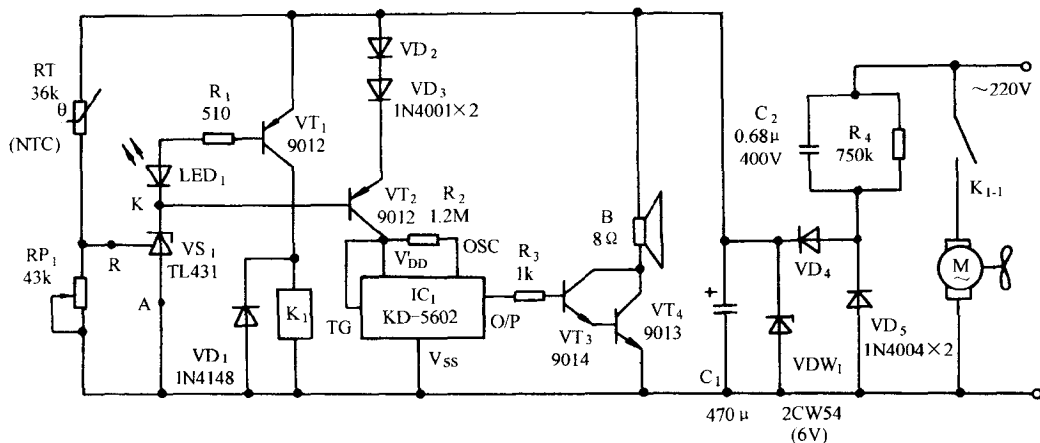 RT
36k
θ
(NTC)
RP₁
43k
R
K
A
LED₁
VS₁
TL431
R₁
510
VT₁
9012
VD₁
1N4148
K₁
VD₂
VD₃
1N4001×2
VT₂
9012
R₂
1.2M
OSC
V'DD
TG
IC₁
KD-5602
O/P
VSS
R₃
1k
VT₃
9014
VT₄
9013
B
8Ω
+
C₁
470μ
VDW₁
2CW54
(6V)
VD₄
VD₅
1N4004×2
C₂
0.68μ
400V
R₄
750k
K₁₋₁
~220V
M
~